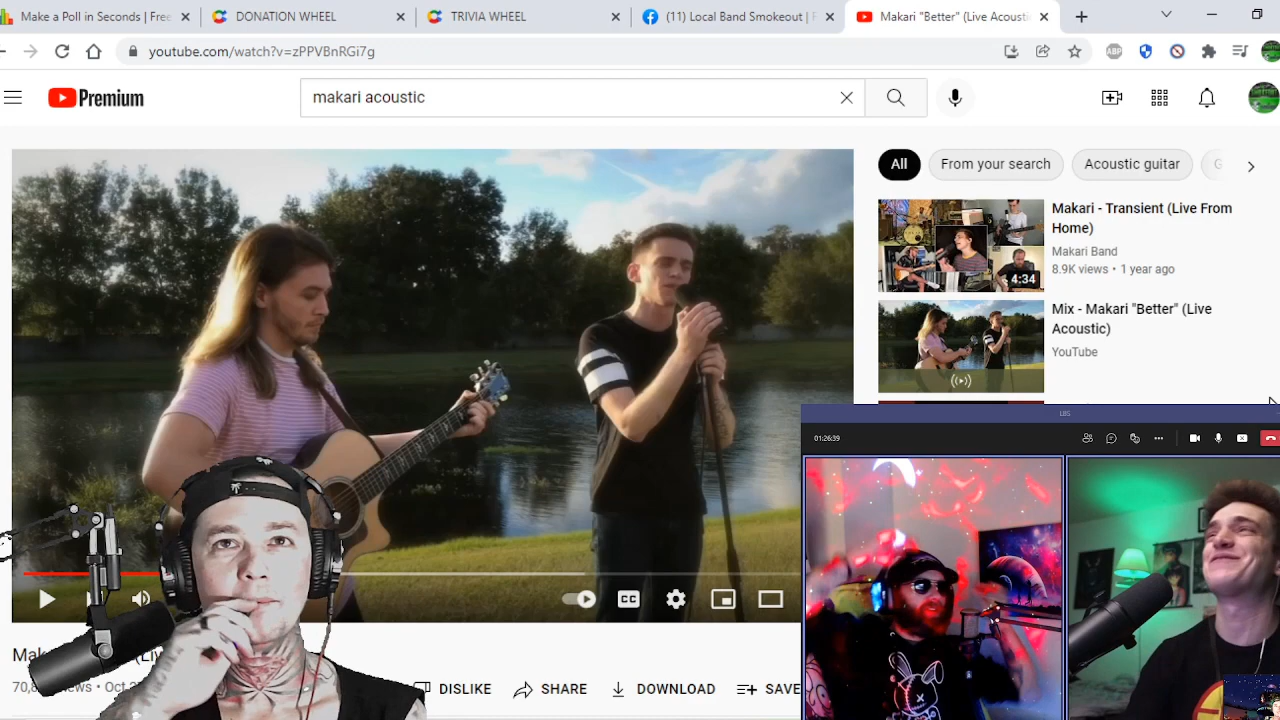 Make a Poll in Seconds | Free
DONATION WHEEL
TRIVIA WHEEL
(11) Local Band Smokeout |
Makari "Better" (Live Acousti
youtube.com/watch?v=zPPVBnRGi7g
ABP
Premium
makari acoustic
All
From your search
Acoustic guitar
Makari - Transient (Live From
Home)
Makari Band
8.9K views • 1 year ago
4:34
Mix - Makari "Better" (Live
Acoustic)
YouTube
LBS
01:26:39
CC
DISLIKE
SHARE
DOWNLOAD
SAVE